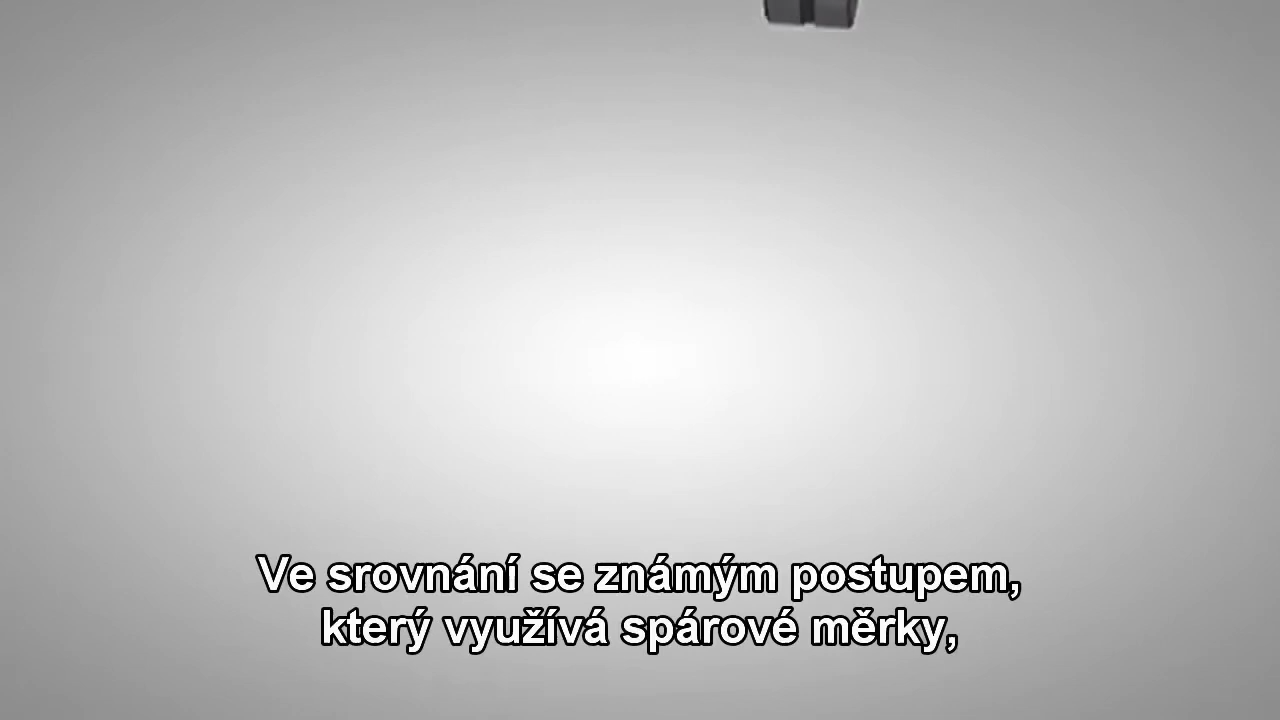 Ve srovnání se známým postupem,
který využívá spárové měrky,